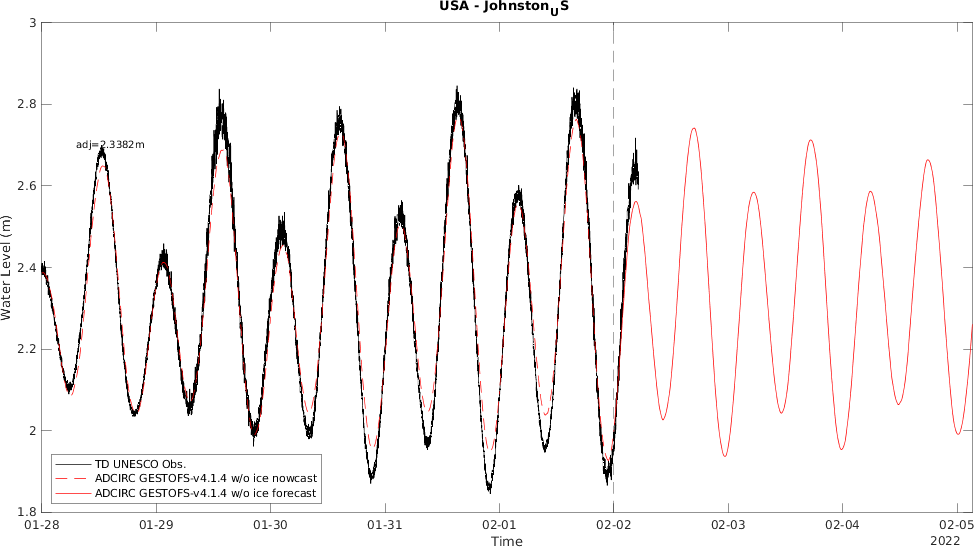 USA - Johnston_US
3
2.8
2.6
2.4
2.2
2
1.8
Water Level (m)
adj=2.3382m
TD UNESCO Obs.
ADCIRC GESTOFS-v4.1.4 w/o ice nowcast
ADCIRC GESTOFS-v4.1.4 w/o ice forecast
01-28 01-29 01-30 01-31 02-01 02-02 02-03 02-04 02-05
Time
2022